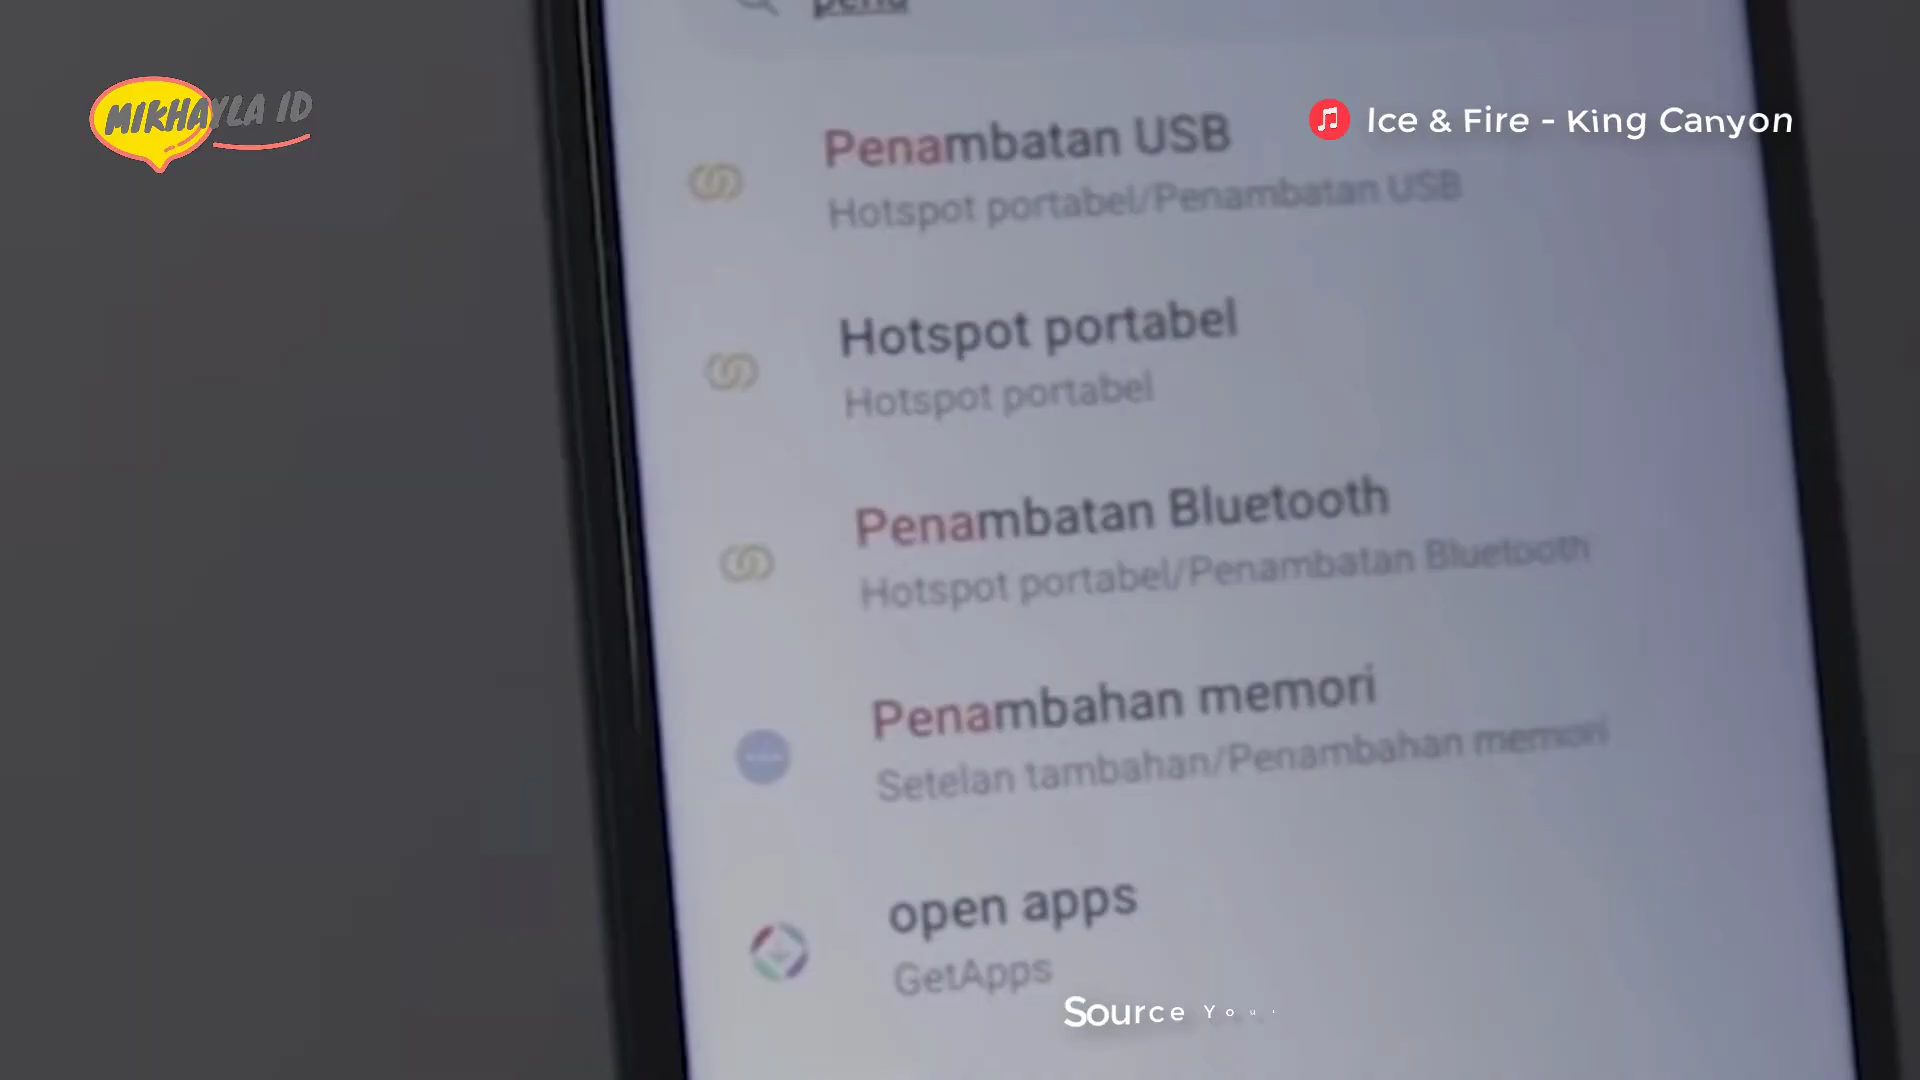 pena
MIKHAYLA ID
Ice & Fire - King Canyon
Penambatan USB
Hotspot portabel/Penambatan USB
Hotspot portabel
Hotspot portabel
Penambatan Bluetooth
Hotspot portabel/Penambatan Bluetooth
Penambahan memori
Setelan tambahan/Penambahan memori
open apps
GetApps
Source You